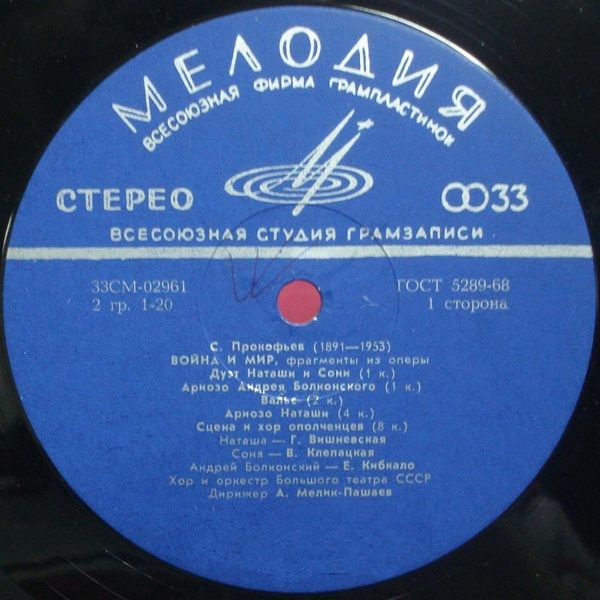 МЕЛОДИЯ
ВСЕСОЮЗНАЯ ФИРМА ГРАМПЛАСТИНОК
СТЕРЕО 33
ВСЕСОЮЗНАЯ СТУДИЯ ГРАМЗАПИСИ
33СМ-02961 ГОСТ 5289-68
2 гр. 1-20 1 сторона
С. Прокофьев (1891—1953)
ВОЙНА И МИР, фрагменты из оперы
Дуэт Наташи и Сони (1 к.)
Ариозо Андрея Болконского (1 к.)
Вальс (2 к.)
Ариозо Наташи (4 к.)
Сцена и хор ополченцев (8 к.)
Наташа — Г. Вишневская
Соня — В. Клепацкая
Андрей Болконский — Е. Кибкало
Хор и оркестр Большого театра СССР
Дирижер А. Мелик-Пашаев